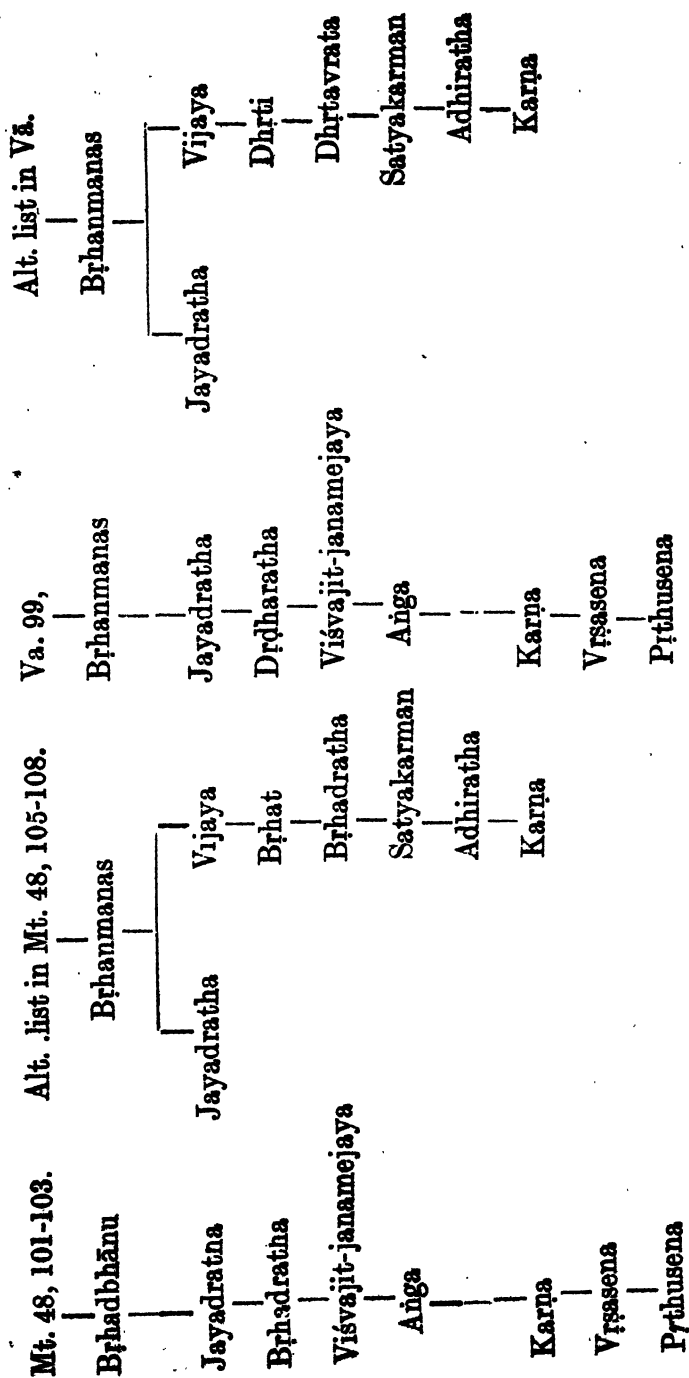 Mt. 48, 101-103.
Bṛhadbhānu
Jayadratna
Bṛhadratha
Viśvajit-janamejaya
Aṅga
Karṇa
Vṛṣasena
Pṛthusena
Alt. list in Mt. 48, 105-108.
Bṛhanmanas
Jayadratha
Vijaya
Bṛhat
Bṛhadratha
Satyakarman
Adhiratha
Karṇa
Va. 99,
Bṛhanmanas
Jayadratha
Dṛḍharatha
Viśvajit-janamejaya
Aṅga
Karṇa
Vṛṣasena
Pṛthusena
Alt. list in Vā.
Bṛhanmanas
Jayadratha
Vijaya
Dhṛti
Dhṛtavrata
Satyakarman
Adhiratha
Karṇa